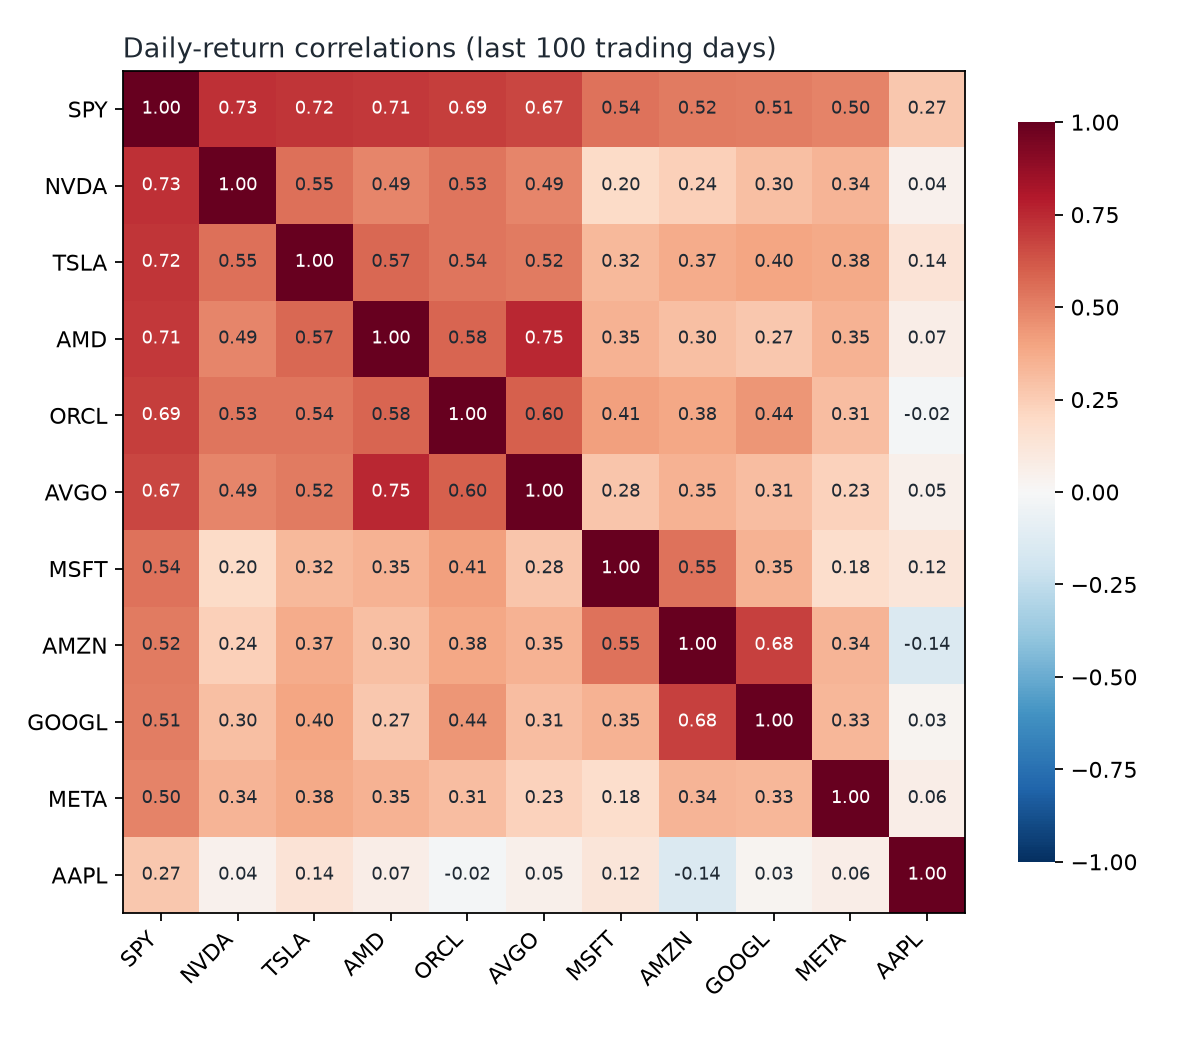 Daily-return correlations (last 100 trading days)
SPY 1.00 0.73 0.72 0.71 0.69 0.67 0.54 0.52 0.51 0.50 0.27
NVDA 0.73 1.00 0.55 0.49 0.53 0.49 0.20 0.24 0.30 0.34 0.04
TSLA 0.72 0.55 1.00 0.57 0.54 0.52 0.32 0.37 0.40 0.38 0.14
AMD 0.71 0.49 0.57 1.00 0.58 0.75 0.35 0.30 0.27 0.35 0.07
ORCL 0.69 0.53 0.54 0.58 1.00 0.60 0.41 0.38 0.44 0.31 -0.02
AVGO 0.67 0.49 0.52 0.75 0.60 1.00 0.28 0.35 0.31 0.23 0.05
MSFT 0.54 0.20 0.32 0.35 0.41 0.28 1.00 0.55 0.35 0.18 0.12
AMZN 0.52 0.24 0.37 0.30 0.38 0.35 0.55 1.00 0.68 0.34 -0.14
GOOGL 0.51 0.30 0.40 0.27 0.44 0.31 0.35 0.68 1.00 0.33 0.03
META 0.50 0.34 0.38 0.35 0.31 0.23 0.18 0.34 0.33 1.00 0.06
AAPL 0.27 0.04 0.14 0.07 -0.02 0.05 0.12 -0.14 0.03 0.06 1.00
SPY NVDA TSLA AMD ORCL AVGO MSFT AMZN GOOGL META AAPL
1.00
0.75
0.50
0.25
0.00
−0.25
−0.50
−0.75
−1.00